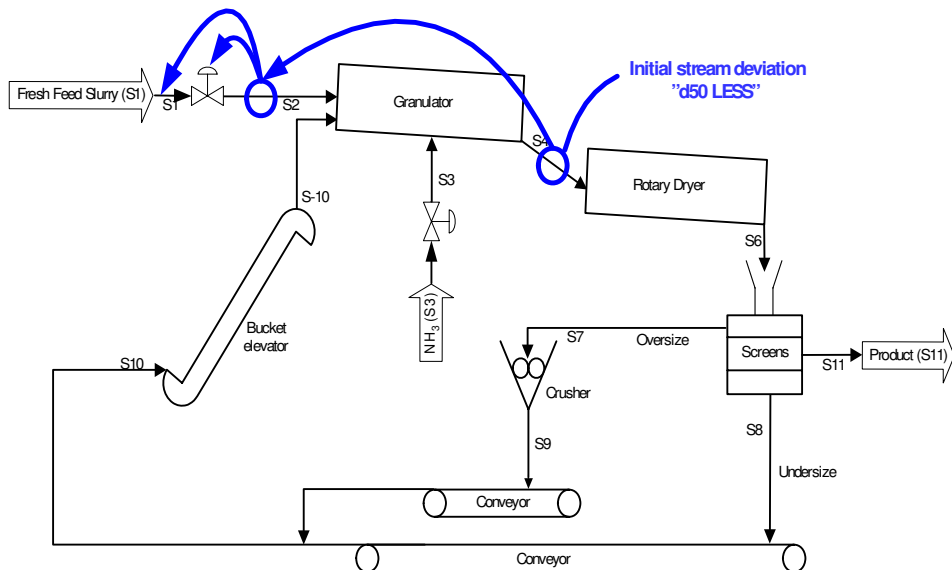 Initial stream deviation
"d50 LESS"
Fresh Feed Slurry (S1)
S1
S2
Granulator
S4
Rotary Dryer
S3
S-10
S6
NH3 (S3)
Bucket
elevator
S7
Oversize
Screens
S11
Product (S11)
S10
Crusher
S9
S8
Undersize
Conveyor
Conveyor